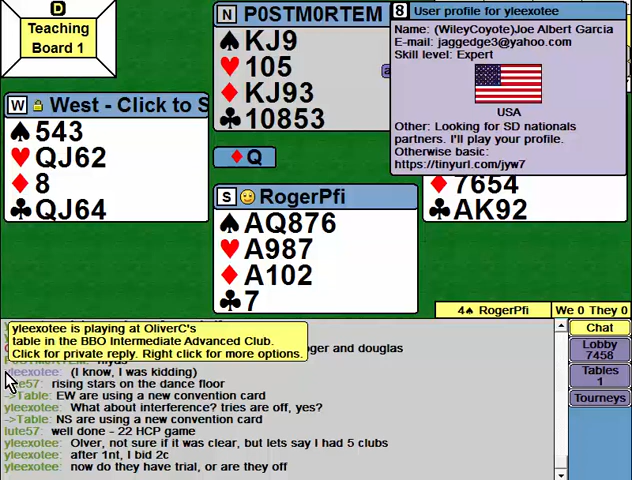 D
Teaching
Board 1
N P0STM0RTEM
♠KJ9
♥105
♦KJ93
♣10853
8 User profile for yleexotee
Name: (WileyCoyote)Joe Albert Garcia
E-mail: jaggedge3@yahoo.com
Skill level: Expert
USA
Other: Looking for SD nationals
partners. I'll play your profile.
Otherwise basic:
https://tinyurl.com/jyw7
W West - Click to S
♠543
♥QJ62
♦8
♣QJ64
♦Q
♦7654
♣AK92
S RogerPfi
♠AQ876
♥A987
♦A102
♣7
4♠ RogerPfi We 0 They 0
yleexotee is playing at OliverC's
table in the BBO Intermediate Advanced Club.
Click for private reply. Right click for more options.
oger and douglas
yleexotee: (I know, I was kidding)
te57: rising stars on the dance floor
->Table: EW are using a new convention card
yleexotee: What about interference? tries are off, yes?
->Table: NS are using a new convention card
lute57: well done - 22 HCP game
yleexotee: Olver, not sure if it was clear, but lets say I had 5 clubs
yleexotee: after 1nt, I bid 2c
yleexotee: now do they have trial, or are they off
Chat
Lobby
7458
Tables
1
Tourneys